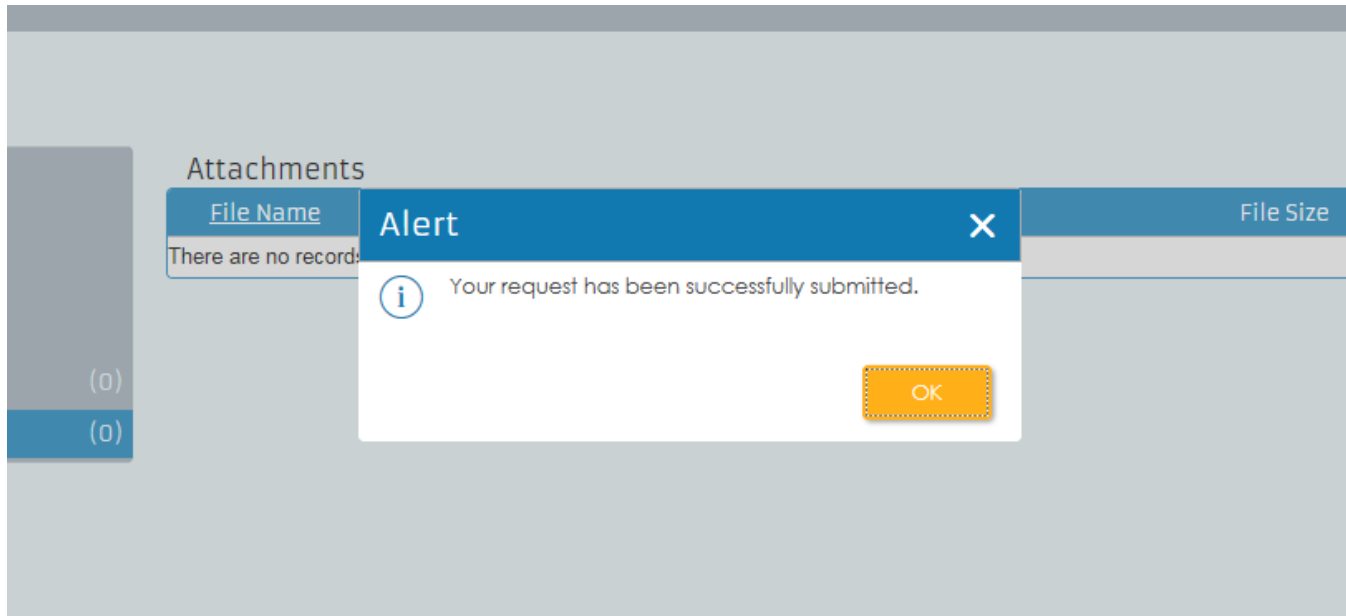 Attachments
File Name
File Size
Alert
There are no records
i
Your request has been successfully submitted.
(0)
OK
(0)